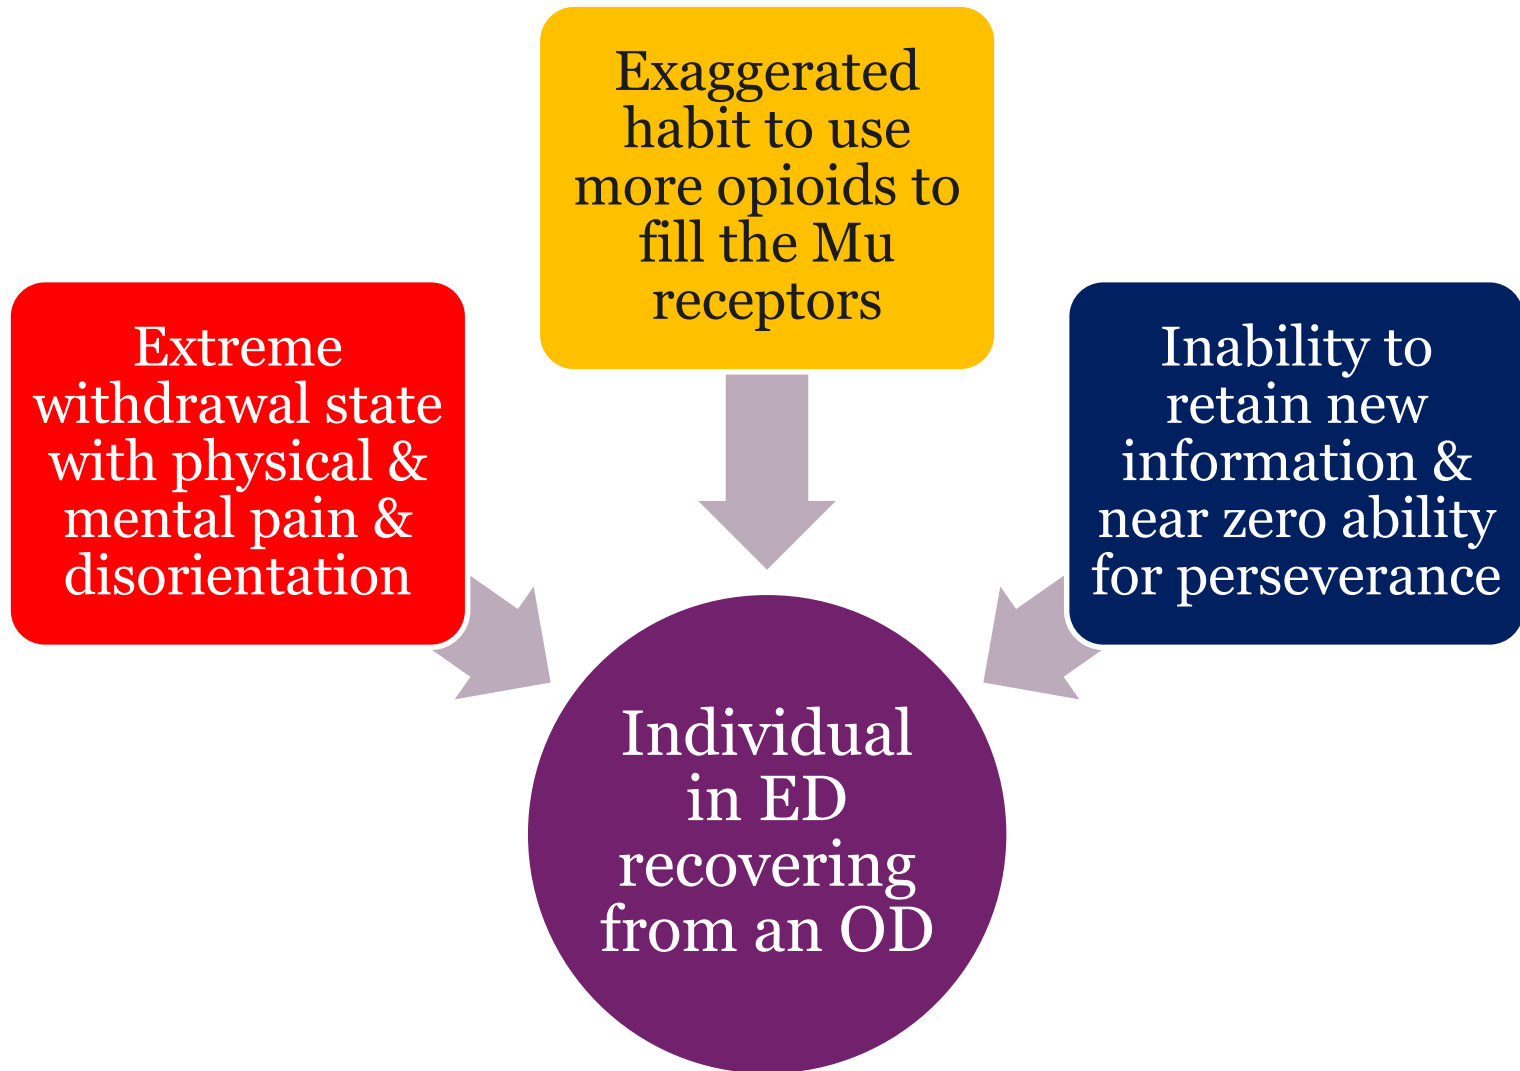 Exaggerated
habit to use
more opioids to
fill the Mu
receptors
Extreme
withdrawal state
with physical &
mental pain &
disorientation
Inability to
retain new
information &
near zero ability
for perseverance
Individual
in ED
recovering
from an OD